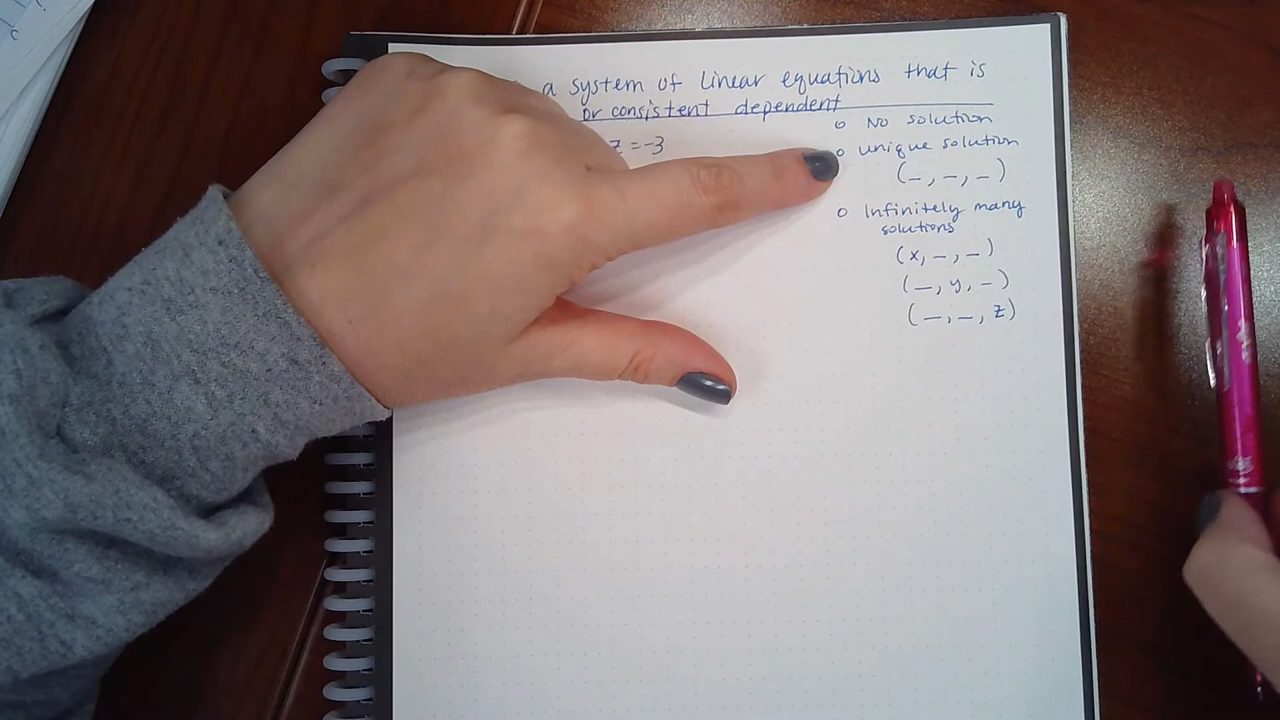 a system of linear equations that is
or consistent dependent
z = -3
o No solution
o unique solution
(_, _, _)
o Infinitely many
solutions
(x, _, _)
(_, y, _)
(_, _, z)